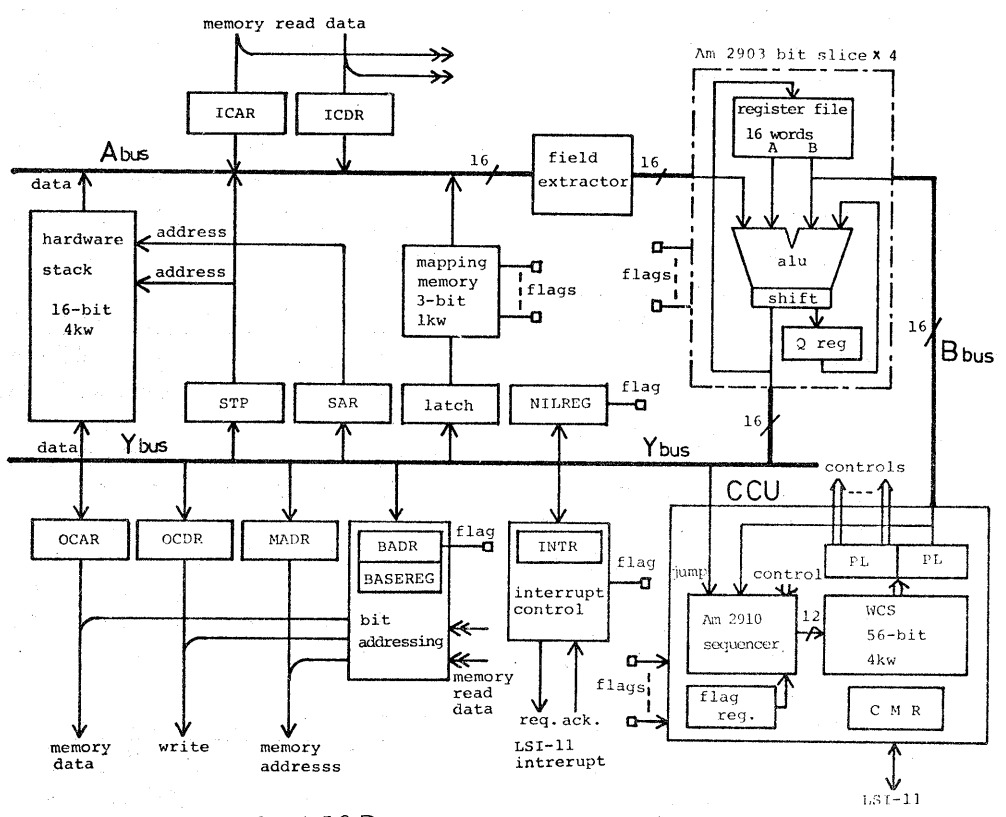 memory read data
Am 2903 bit slice × 4
ICAR
ICDR
register file
16 words
A B
A bus
16
field
extractor
16
data
hardware
stack
16-bit
4kw
address
address
mapping
memory
3-bit
1kw
flags
flags
alu
shift
Q reg
16
B bus
STP
SAR
latch
NILREG
flag
16
data
Y bus
Y bus
controls
CCU
OCAR
OCDR
MADR
BADR
BASEREG
flag
INTR
flag
PL
PL
jump
control
bit
addressing
interrupt
control
Am 2910
sequencer
12
WCS
56-bit
4kw
memory
read
data
flags
flag
reg.
C M R
req. ack.
memory
data
write
memory
addresss
LSI-11
intrerupt
LSI-11